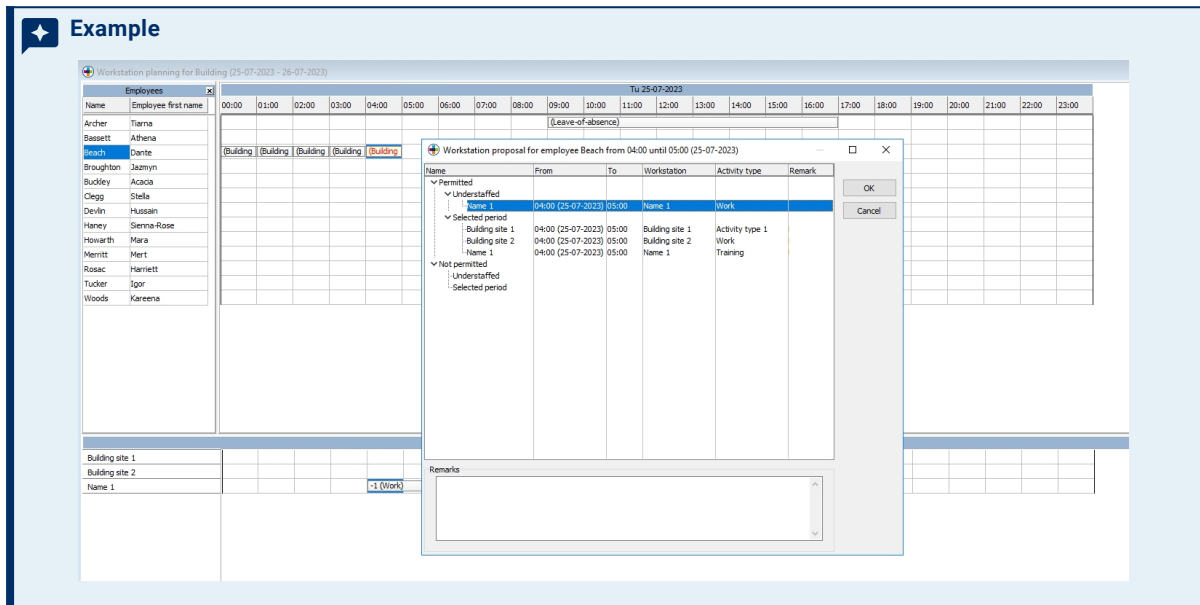 Example
Workstation planning for Building (25-07-2023 - 26-07-2023)
Employees
Tu 25-07-2023
Name Employee first name 00:00 01:00 02:00 03:00 04:00 05:00 06:00 07:00 08:00 09:00 10:00 11:00 12:00 13:00 14:00 15:00 16:00 17:00 18:00 19:00 20:00 21:00 22:00 23:00
Archer Tiarna (Leave-of-absence)
Bassett Athena
Beach Dante (Building (Building (Building (Building (Building
Broughton Jazmyn
Buckley Acacia
Clegg Stella
Devlin Hussain
Haney Sienna-Rose
Howarth Mara
Merritt Mert
Rosac Harriett
Tucker Igor
Woods Kareena
Workstation proposal for employee Beach from 04:00 until 05:00 (25-07-2023)
Name From To Workstation Activity type Remark
Permitted
Understaffed
Name 1 04:00 (25-07-2023) 05:00 Name 1 Work
Selected period
Building site 1 04:00 (25-07-2023) 05:00 Building site 1 Activity type 1
Building site 2 04:00 (25-07-2023) 05:00 Building site 2 Work
Name 1 04:00 (25-07-2023) 05:00 Name 1 Training
Not permitted
Understaffed
Selected period
OK
Cancel
Remarks
Building site 1
Building site 2
Name 1 -1 (Work)